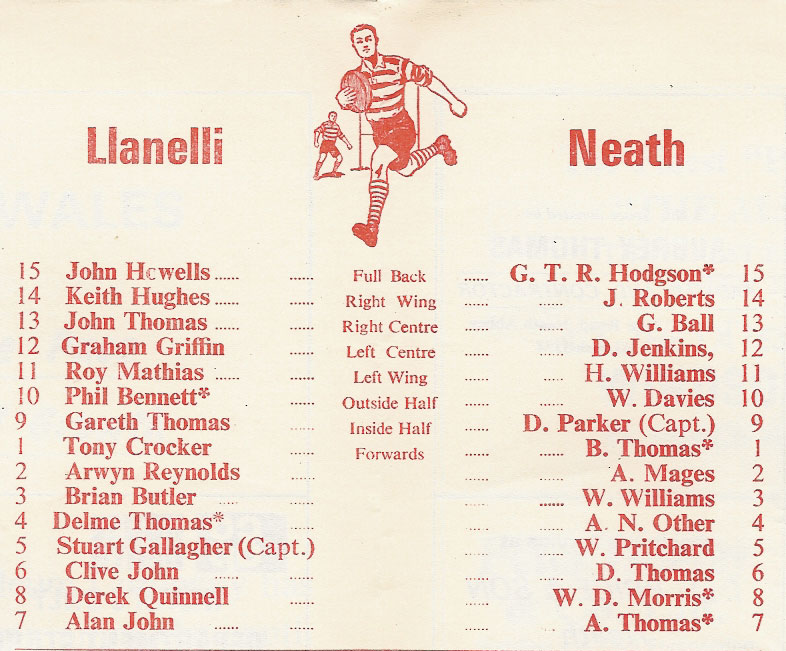 Llanelli Neath
15 John Howells ...... ...... Full Back ...... G. T. R. Hodgson* 15
14 Keith Hughes ...... ...... Right Wing ...... ...... J. Roberts 14
13 John Thomas ...... ...... Right Centre ...... ...... G. Ball 13
12 Graham Griffin ...... Left Centre ...... ...... D. Jenkins, 12
11 Roy Mathias ...... ...... Left Wing ...... ...... H. Williams 11
10 Phil Bennett* ...... Outside Half ...... ...... W. Davies 10
9 Gareth Thomas ...... Inside Half ...... D. Parker (Capt.) 9
1 Tony Crocker ...... Forwards ...... ...... B. Thomas* 1
2 Arwyn Reynolds ...... ...... ...... A. Mages 2
3 Brian Butler ...... ...... ...... ...... W. Williams 3
4 Delme Thomas* ...... ...... ...... A. N. Other 4
5 Stuart Gallagher (Capt.) ...... ...... W. Pritchard 5
6 Clive John ...... ...... ...... ...... D. Thomas 6
8 Derek Quinnell ...... ...... W. D. Morris* 8
7 Alan John ...... ...... ...... ...... A. Thomas* 7